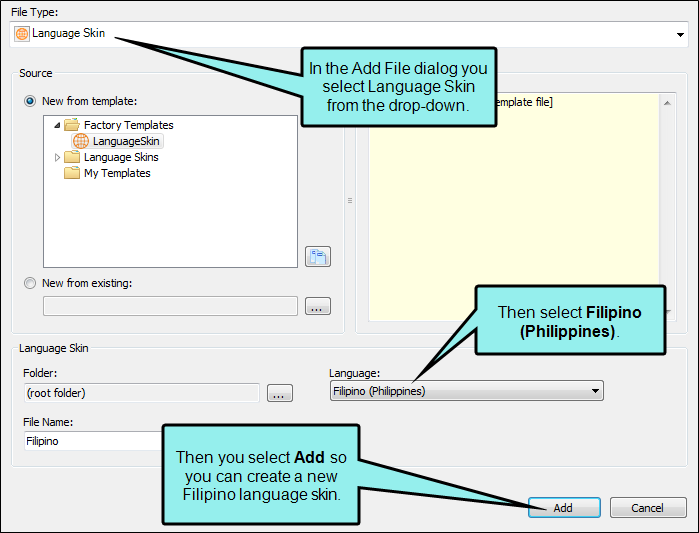 File Type:
Language Skin
In the Add File dialog you
select Language Skin
from the drop-down.
Source
New from template:
Factory Templates
LanguageSkin
Language Skins
My Templates
template file]
New from existing:
...
Then select Filipino
(Philippines).
Language Skin
Folder:
(root folder)
...
Language:
Filipino (Philippines)
File Name:
Filipino
Then you select Add so
you can create a new
Filipino language skin.
Add
Cancel